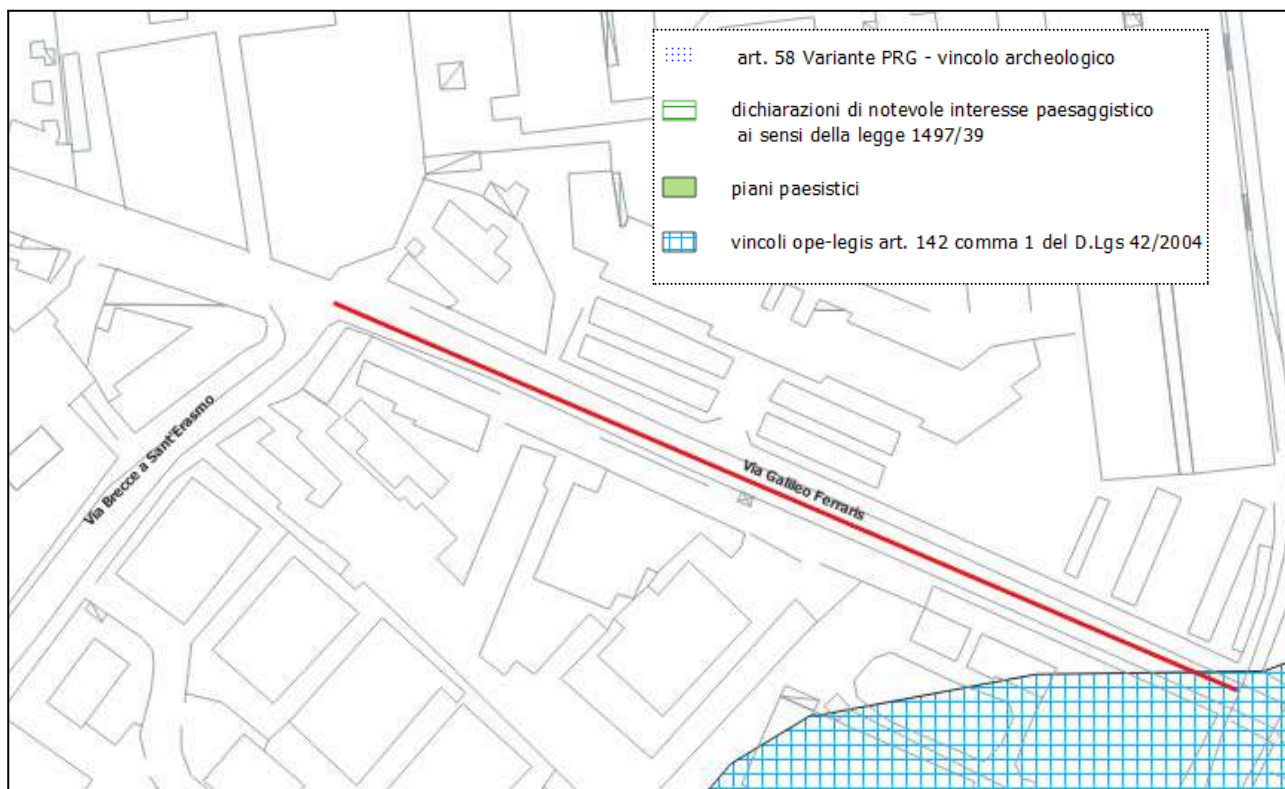 art. 58 Variante PRG - vincolo archeologico
dichiarazioni di notevole interesse paesaggistico
ai sensi della legge 1497/39
piani paesistici
vincoli ope-legis art. 142 comma 1 del D.Lgs 42/2004
Via Brecce a Sant'Erasmo
Via Galileo Ferraris